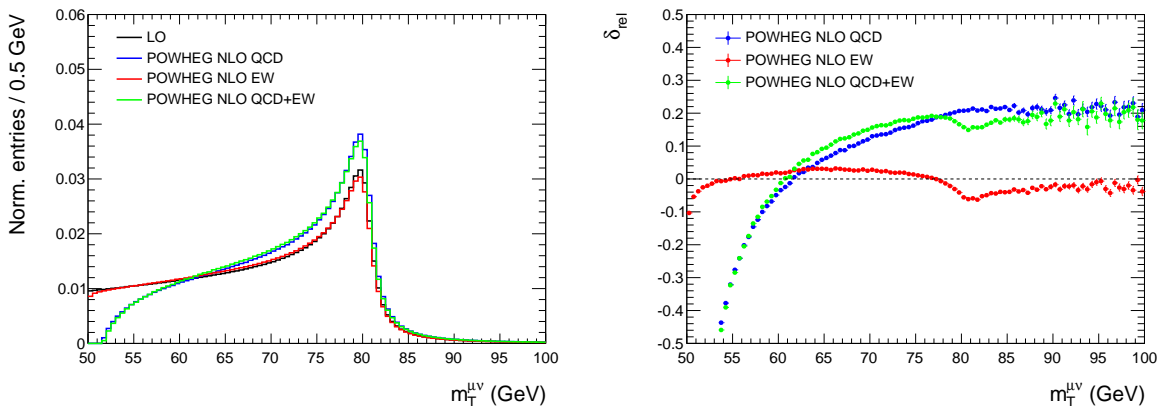 Norm. entries / 0.5 GeV
0.06
0.05
0.04
0.03
0.02
0.01
0
LO
POWHEG NLO QCD
POWHEG NLO EW
POWHEG NLO QCD+EW
50 55 60 65 70 75 80 85 90 95 100
m_T^{μν} (GeV)
δ_rel
0.5
0.4
0.3
0.2
0.1
0
-0.1
-0.2
-0.3
-0.4
-0.5
POWHEG NLO QCD
POWHEG NLO EW
POWHEG NLO QCD+EW
50 55 60 65 70 75 80 85 90 95 100
m_T^{μν} (GeV)